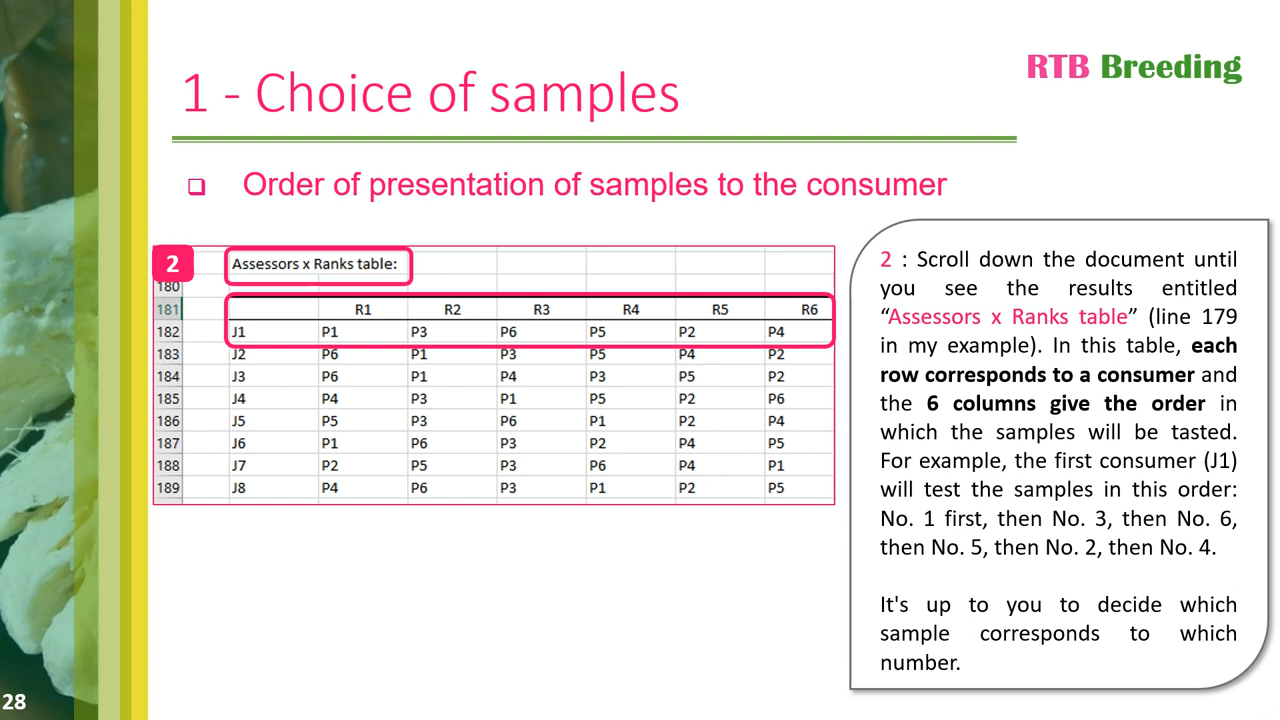 RTB Breeding
1 - Choice of samples
❑ Order of presentation of samples to the consumer
2
Assessors x Ranks table:
180
181 R1 R2 R3 R4 R5 R6
182 J1 P1 P3 P6 P5 P2 P4
183 J2 P6 P1 P3 P5 P4 P2
184 J3 P6 P1 P4 P3 P5 P2
185 J4 P4 P3 P1 P5 P2 P6
186 J5 P5 P3 P6 P1 P2 P4
187 J6 P1 P6 P3 P2 P4 P5
188 J7 P2 P5 P3 P6 P4 P1
189 J8 P4 P6 P3 P1 P2 P5
2 : Scroll down the document until
you see the results entitled
“Assessors x Ranks table” (line 179
in my example). In this table, each
row corresponds to a consumer and
the 6 columns give the order in
which the samples will be tasted.
For example, the first consumer (J1)
will test the samples in this order:
No. 1 first, then No. 3, then No. 6,
then No. 5, then No. 2, then No. 4.
It's up to you to decide which
sample corresponds to which
number.
28